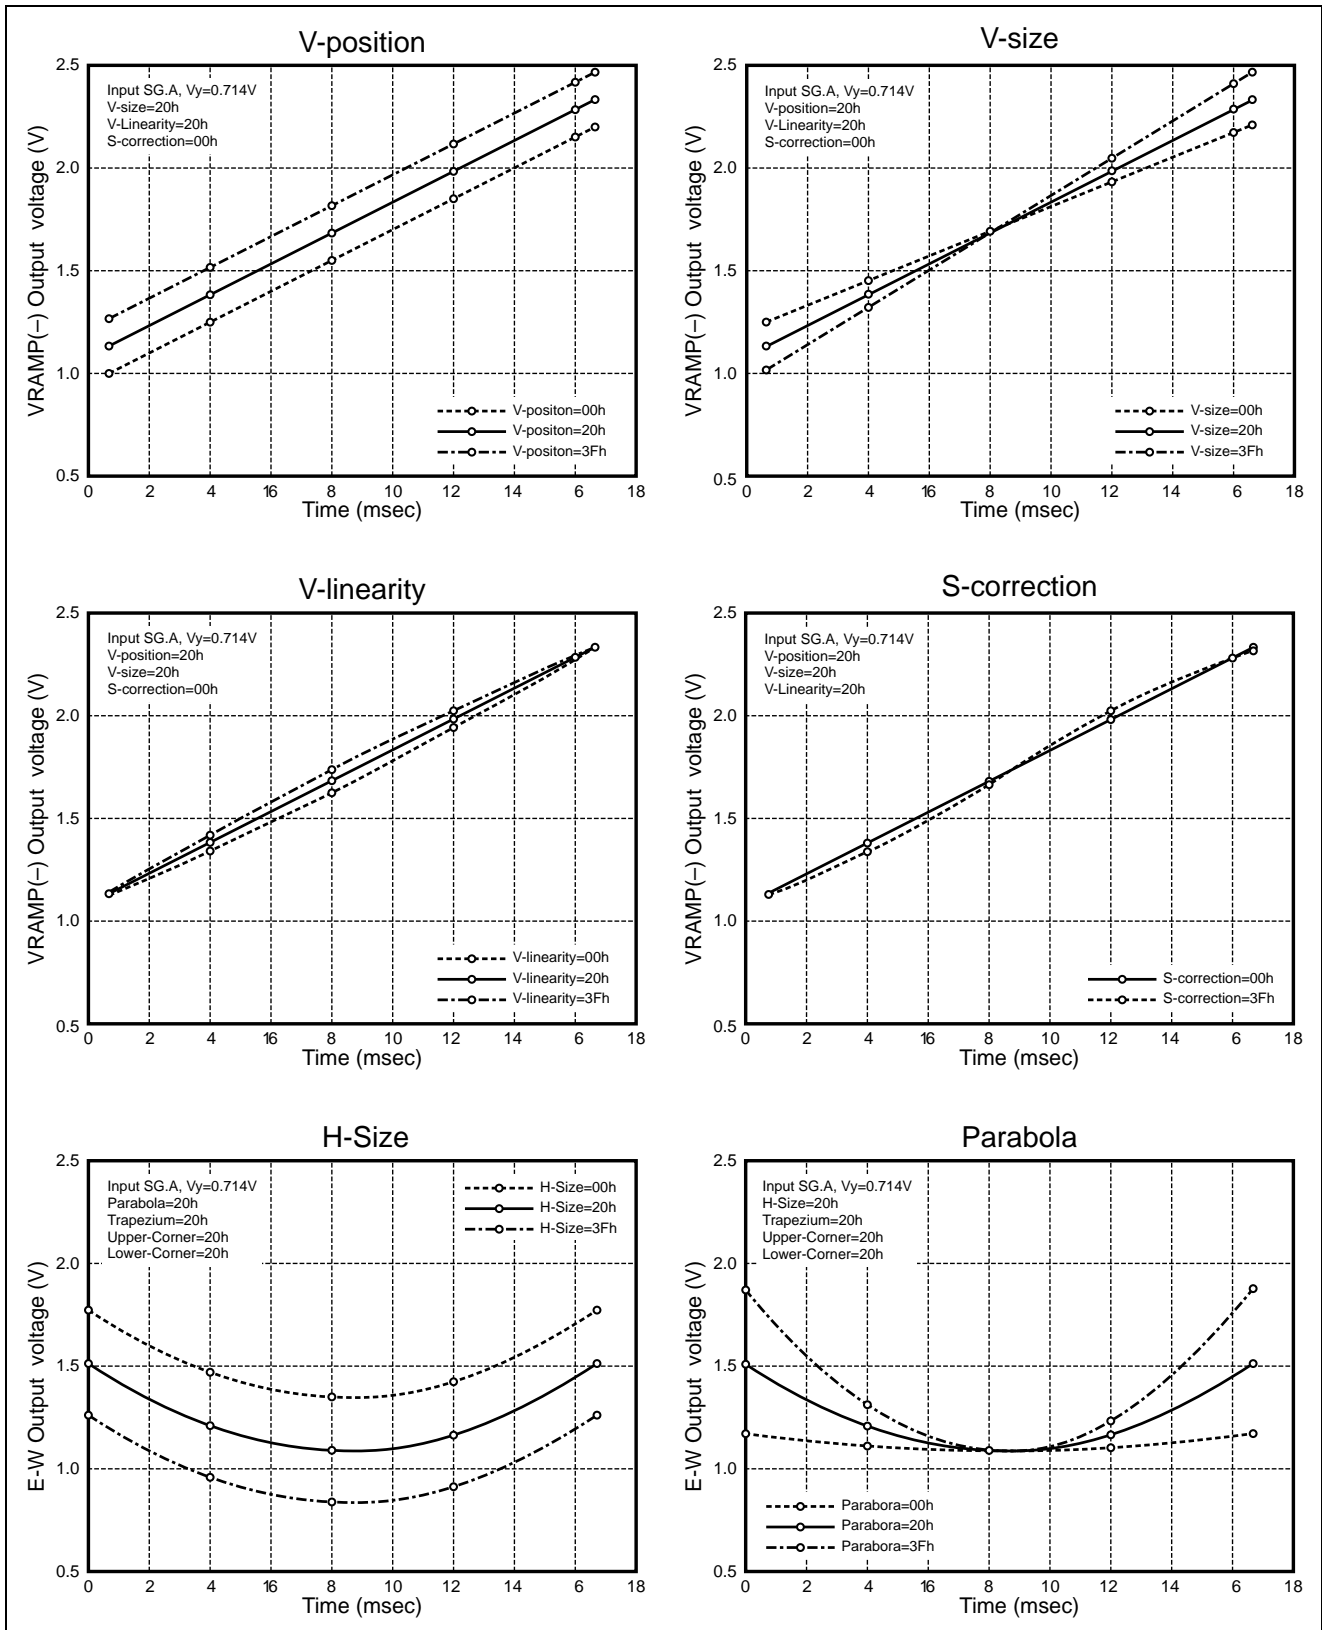 V-position
2.5
Input SG.A, Vy=0.714V
V-size=20h
V-Linearity=20h
S-correction=00h
2.0
1.5
1.0
0.5
VRAMP(–) Output voltage (V)
V-positon=00h
V-positon=20h
V-positon=3Fh
0 2 4 16 8 10 12 14 6 18
Time (msec)
V-size
2.5
Input SG.A, Vy=0.714V
V-position=20h
V-Linearity=20h
S-correction=00h
2.0
1.5
1.0
0.5
VRAMP(–) Output voltage (V)
V-size=00h
V-size=20h
V-size=3Fh
0 2 4 16 8 10 12 14 6 18
Time (msec)
V-linearity
2.5
Input SG.A, Vy=0.714V
V-position=20h
V-size=20h
S-correction=00h
2.0
1.5
1.0
0.5
VRAMP(–) Output voltage (V)
V-linearity=00h
V-linearity=20h
V-linearity=3Fh
0 2 4 16 8 10 12 14 6 18
Time (msec)
S-correction
2.5
Input SG.A, Vy=0.714V
V-position=20h
V-size=20h
V-Linearity=20h
2.0
1.5
1.0
0.5
VRAMP(–) Output voltage (V)
S-correction=00h
S-correction=3Fh
0 2 4 16 8 10 12 14 6 18
Time (msec)
H-Size
2.5
Input SG.A, Vy=0.714V
Parabola=20h
Trapezium=20h
Upper-Corner=20h
Lower-Corner=20h
H-Size=00h
H-Size=20h
H-Size=3Fh
2.0
1.5
1.0
0.5
E-W Output voltage (V)
0 2 4 16 8 10 12 14 6 18
Time (msec)
Parabola
2.5
Input SG.A, Vy=0.714V
H-Size=20h
Trapezium=20h
Upper-Corner=20h
Lower-Corner=20h
2.0
1.5
1.0
0.5
E-W Output voltage (V)
Parabora=00h
Parabora=20h
Parabora=3Fh
0 2 4 16 8 10 12 14 6 18
Time (msec)